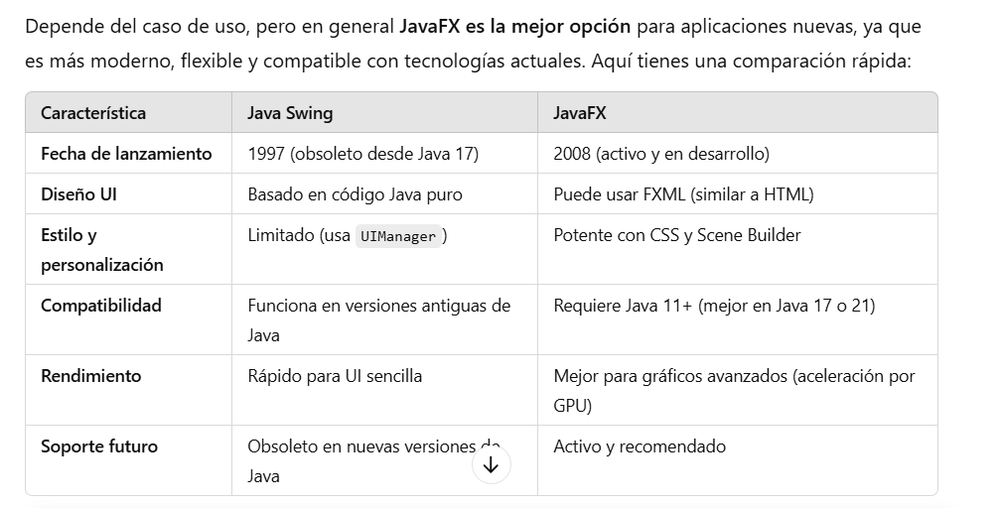 Depende del caso de uso, pero en general JavaFX es la mejor opción para aplicaciones nuevas, ya que
es más moderno, flexible y compatible con tecnologías actuales. Aquí tienes una comparación rápida:
Característica Java Swing JavaFX
Fecha de lanzamiento 1997 (obsoleto desde Java 17) 2008 (activo y en desarrollo)
Diseño UI Basado en código Java puro Puede usar FXML (similar a HTML)
Estilo y Limitado (usa UIManager) Potente con CSS y Scene Builder
personalización
Compatibilidad Funciona en versiones antiguas de Requiere Java 11+ (mejor en Java 17 o 21)
Java
Rendimiento Rápido para UI sencilla Mejor para gráficos avanzados (aceleración por
GPU)
Soporte futuro Obsoleto en nuevas versiones de Activo y recomendado
Java